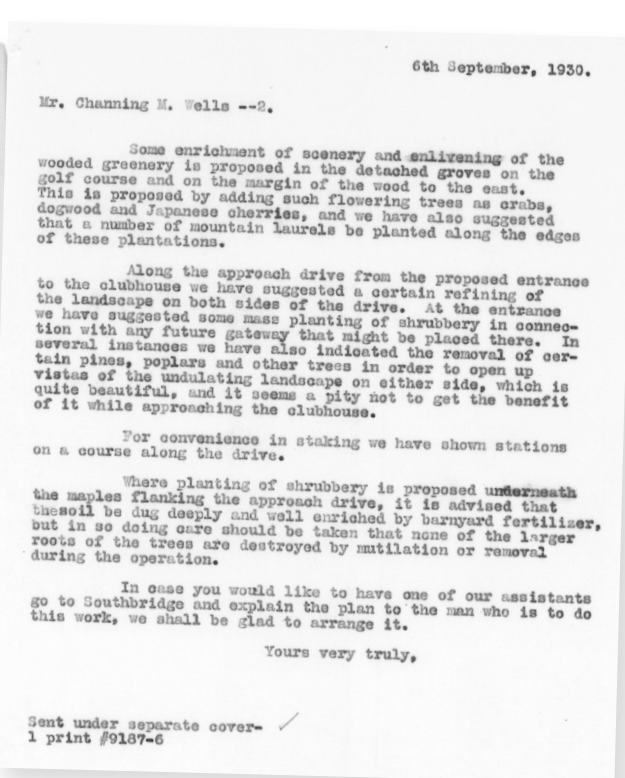 6th September, 1930.
Mr. Channing M. Wells --2.
Some enrichment of scenery and enlivening of the
wooded greenery is proposed in the detached groves on the
golf course and on the margin of the wood to the east.
This is proposed by adding such flowering trees as crabs,
dogwood and Japanese cherries, and we have also suggested
that a number of mountain laurels be planted along the edges
of these plantations.
Along the approach drive from the proposed entrance
to the clubhouse we have suggested a certain refining of
the landscape on both sides of the drive. At the entrance
we have suggested some mass planting of shrubbery in connec-
tion with any future gateway that might be placed there. In
several instances we have also indicated the removal of cer-
tain pines, poplars and other trees in order to open up
vistas of the undulating landscape on either side, which is
quite beautiful, and it seems a pity not to get the benefit
of it while approaching the clubhouse.
For convenience in staking we have shown stations
on a course along the drive.
Where planting of shrubbery is proposed underneath
the maples flanking the approach drive, it is advised that
thesoil be dug deeply and well enriched by barnyard fertilizer,
but in so doing care should be taken that none of the larger
roots of the trees are destroyed by mutilation or removal
during the operation.
In case you would like to have one of our assistants
go to Southbridge and explain the plan to the man who is to do
this work, we shall be glad to arrange it.
Yours very truly,
Sent under separate cover-
1 print #9187-6